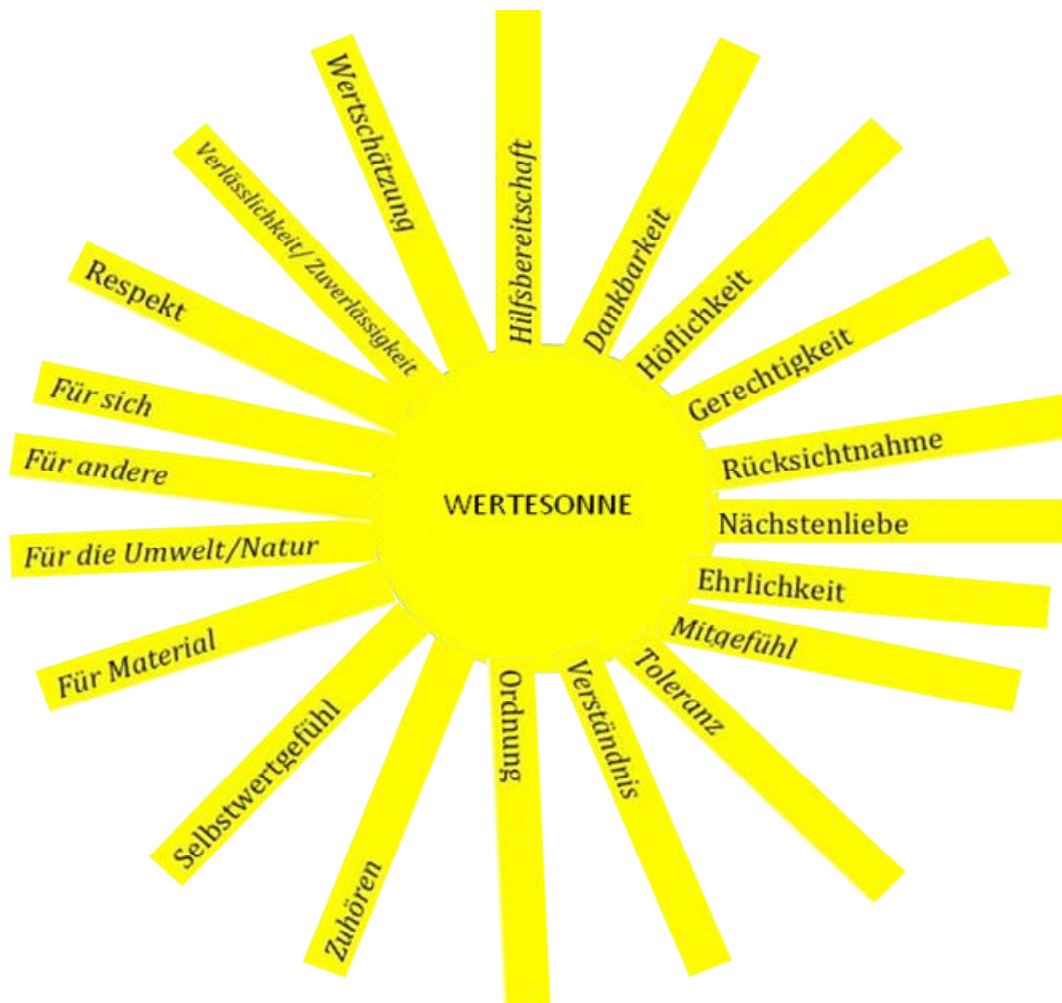 WERTESONNE
Hilfsbereitschaft
Dankbarkeit
Höflichkeit
Gerechtigkeit
Rücksichtnahme
Nächstenliebe
Ehrlichkeit
Mitgefühl
Toleranz
Verständnis
Ordnung
Zuhören
Selbstwertgefühl
Respekt
Für sich
Für andere
Für die Umwelt/Natur
Für Material
Verlässlichkeit/ Zuverlässigkeit
Wertschätzung